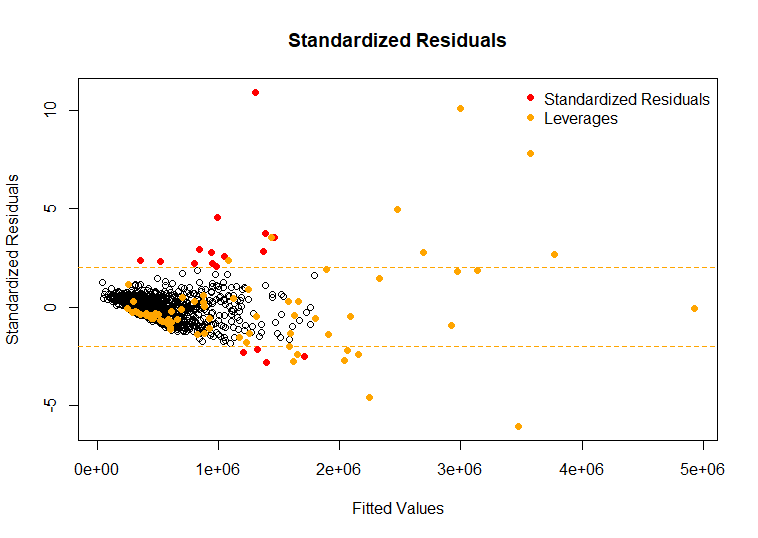 Standardized Residuals
Standardized Residuals
Leverages
10
5
0
-5
Standardized Residuals
0e+00 1e+06 2e+06 3e+06 4e+06 5e+06
Fitted Values